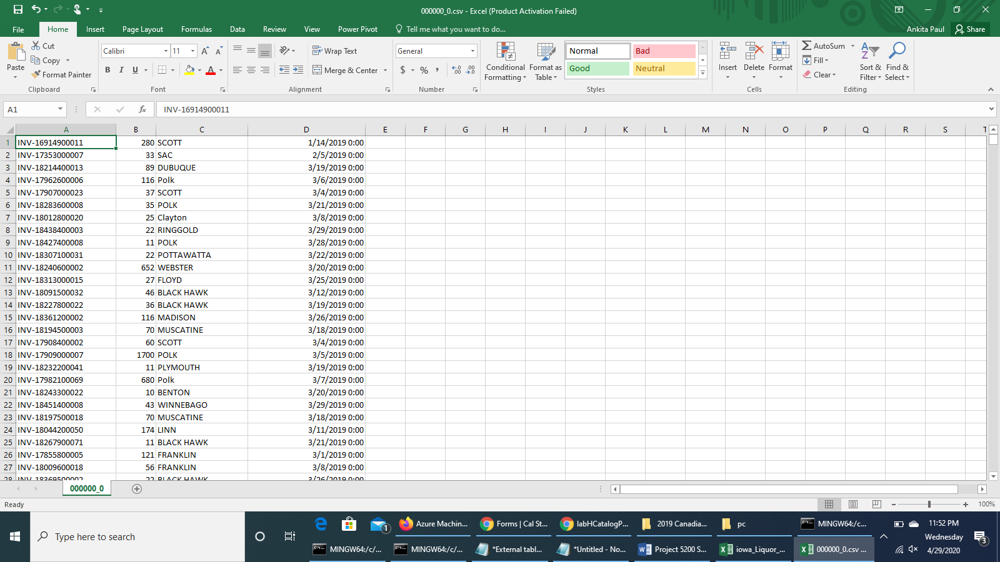 000000_0.csv - Excel (Product Activation Failed)
File Home Insert Page Layout Formulas Data Review View Power Pivot Tell me what you want to do... Ankita Paul Share
Paste Cut Copy Format Painter Clipboard
Calibri 11 B I U Font
Wrap Text Merge & Center Alignment
General $ % , Number
Conditional Formatting Format as Table Normal Bad Good Neutral Styles
Insert Delete Format Cells
AutoSum Fill Clear Sort & Filter Find & Select Editing
A1 fx INV-16914900011
A B C D E F G H I J K L M N O P Q R S T
1 INV-16914900011 280 SCOTT 1/14/2019 0:00
2 INV-17353000007 33 SAC 2/5/2019 0:00
3 INV-18214400013 89 DUBUQUE 3/19/2019 0:00
4 INV-17962600006 116 Polk 3/6/2019 0:00
5 INV-17907000023 37 SCOTT 3/4/2019 0:00
6 INV-18283600008 35 POLK 3/21/2019 0:00
7 INV-18012800020 25 Clayton 3/8/2019 0:00
8 INV-18438400003 22 RINGGOLD 3/29/2019 0:00
9 INV-18427400008 11 POLK 3/28/2019 0:00
10 INV-18307100031 22 POTTAWATTA 3/22/2019 0:00
11 INV-18240600002 652 WEBSTER 3/20/2019 0:00
12 INV-18313000015 27 FLOYD 3/25/2019 0:00
13 INV-18091500032 46 BLACK HAWK 3/12/2019 0:00
14 INV-18227800022 36 BLACK HAWK 3/19/2019 0:00
15 INV-18361200002 116 MADISON 3/26/2019 0:00
16 INV-18194500003 70 MUSCATINE 3/18/2019 0:00
17 INV-17908400002 60 SCOTT 3/4/2019 0:00
18 INV-17909000007 1700 POLK 3/5/2019 0:00
19 INV-18232200041 11 PLYMOUTH 3/19/2019 0:00
20 INV-17982100069 680 Polk 3/7/2019 0:00
21 INV-18243300022 10 BENTON 3/20/2019 0:00
22 INV-18451400008 43 WINNEBAGO 3/29/2019 0:00
23 INV-18197500018 70 MUSCATINE 3/18/2019 0:00
24 INV-18044200050 174 LINN 3/11/2019 0:00
25 INV-18267900071 11 BLACK HAWK 3/21/2019 0:00
26 INV-17855800005 121 FRANKLIN 3/1/2019 0:00
27 INV-18009600018 56 FRANKLIN 3/8/2019 0:00
28 INV-18369500002 22 BLACK HAWK 3/26/2019 0:00
000000_0
Ready 100%
Type here to search
1 Azure Machin... Forms | Cal St... labHCatalogP... 2019 Canadia... pc MINGW64:/c...
MINGW64:/c/... MINGW64:/c/... *External tabl... *Untitled - No... Project 5200 S... iowa_Liquor_... 000000_0.csv ...
11:52 PM
Wednesday
4/29/2020
3